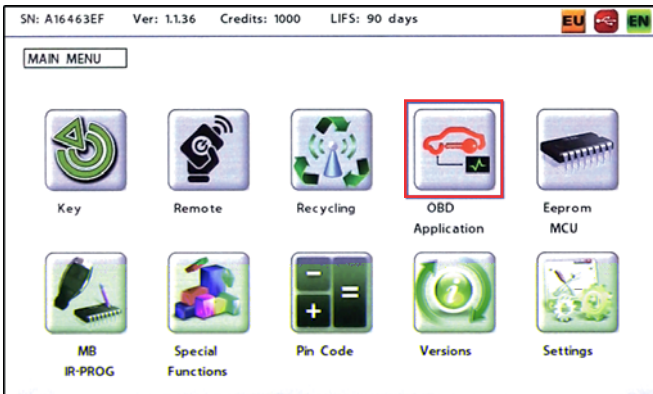 SN: A16463EF Ver: 1.1.36 Credits: 1000 LIFS: 90 days EU EN
MAIN MENU
Key Remote Recycling OBD Eeprom
Application MCU
MB Special Pin Code Versions Settings
IR-PROG Functions